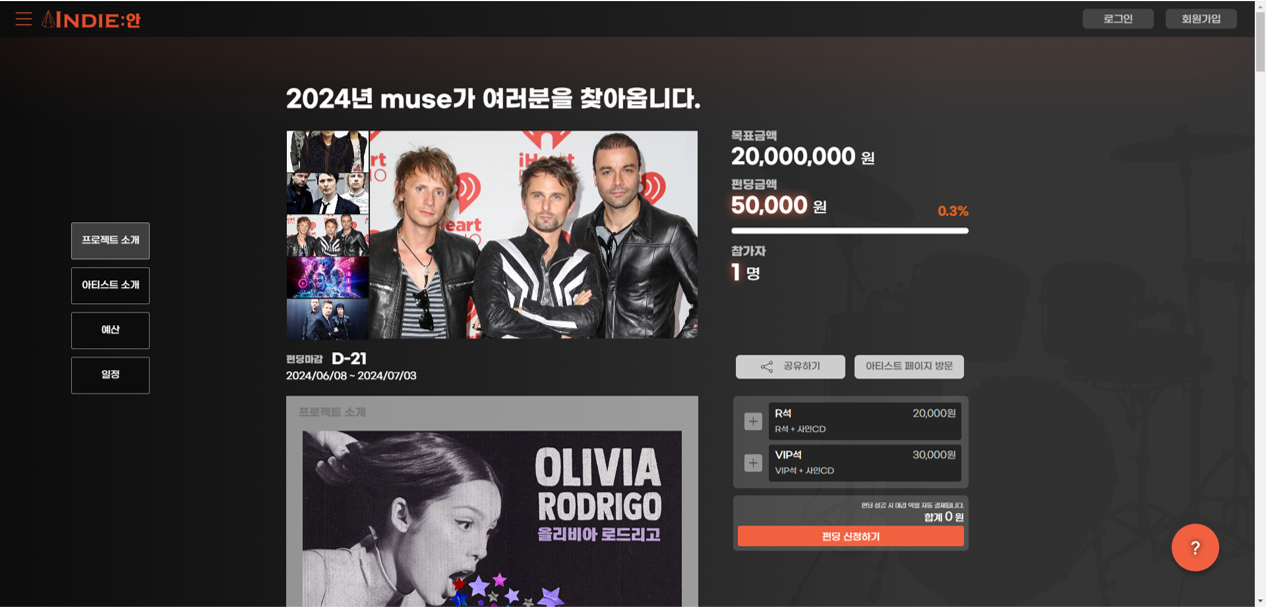 INDIE:안
로그인
회원가입
2024년 muse가 여러분을 찾아옵니다.
프로젝트 소개
아티스트 소개
예산
일정
iHeart
펀딩마감 D-21
2024/06/08 ~ 2024/07/03
목표금액
20,000,000 원
펀딩금액
50,000 원
0.3%
참가자
1 명
공유하기
아티스트 페이지 방문
프로젝트 소개
OLIVIA
RODRIGO
올리비아 로드리고
R석 20,000원
R석 + 사인CD
VIP석 30,000원
VIP석 + 사인CD
펀딩 성공 시 마감 익일 자동 결제됩니다.
합계 0 원
펀딩 신청하기
?